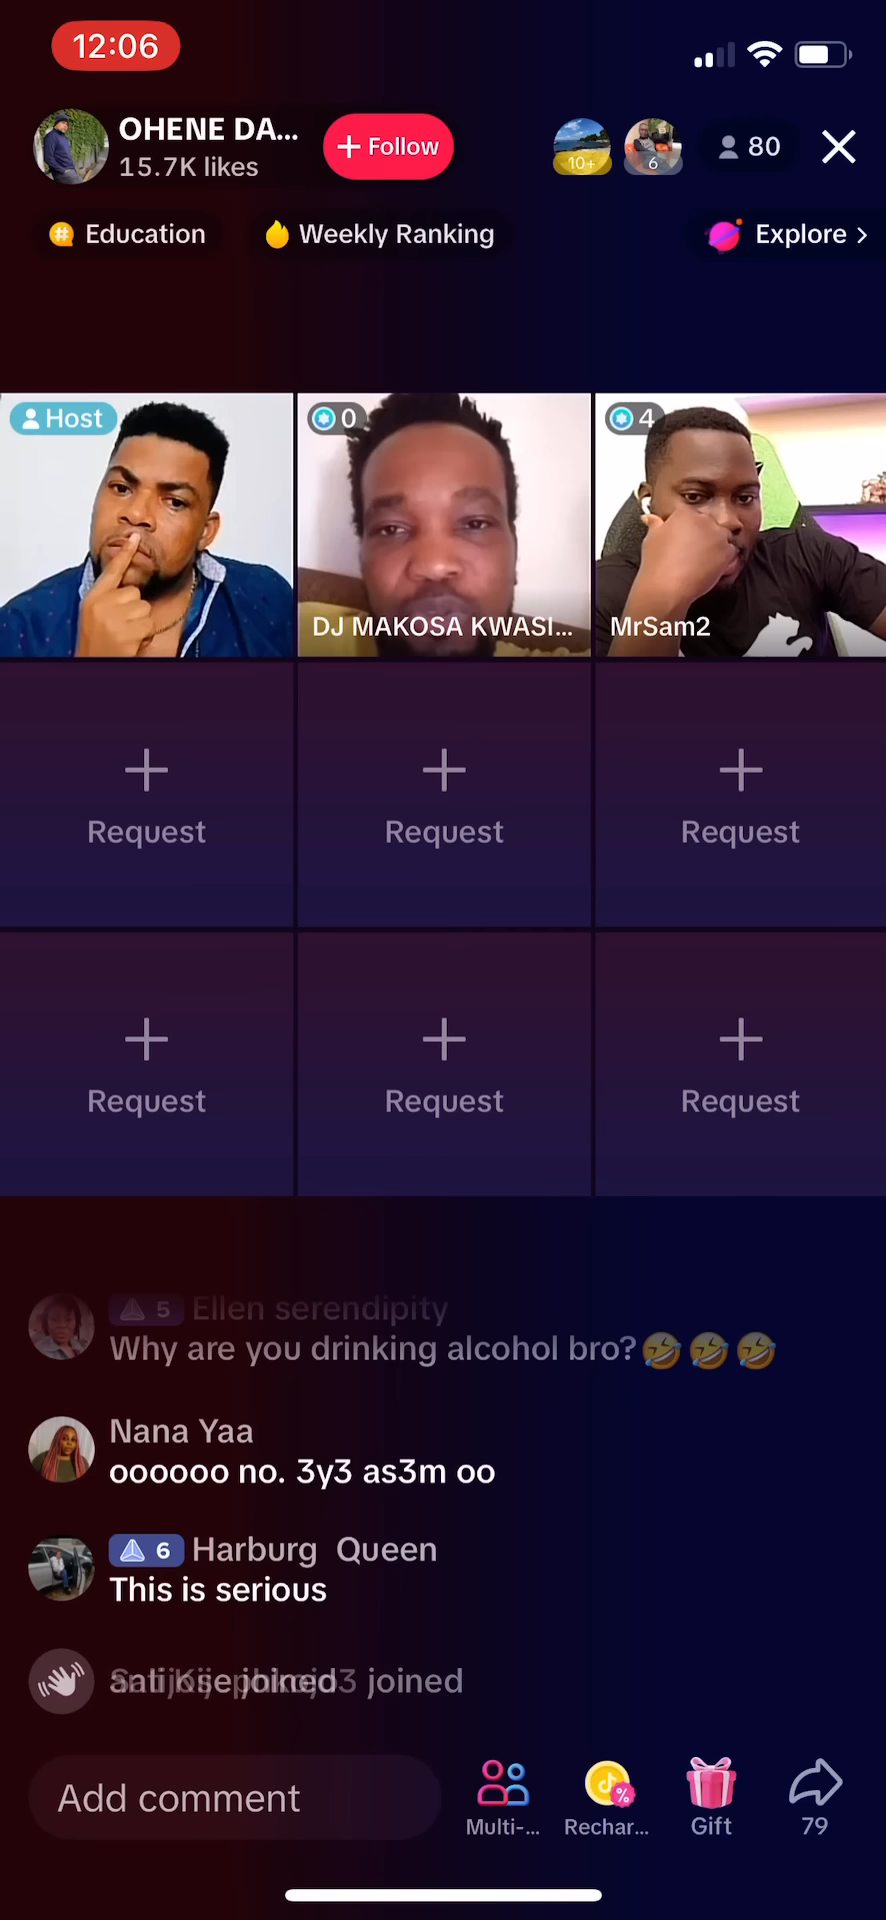 12:06
OHENE DA...
15.7K likes
+ Follow
10+
6
80
Education
Weekly Ranking
Explore >
Host
0
4
DJ MAKOSA KWASI...
MrSam2
Request
Request
Request
Request
Request
Request
5 Ellen serendipity
Why are you drinking alcohol bro?🤣🤣🤣
Nana Yaa
oooooo no. 3y3 as3m oo
6 Harburg Queen
This is serious
joined
Add comment
Multi-...
Rechar...
Gift
79